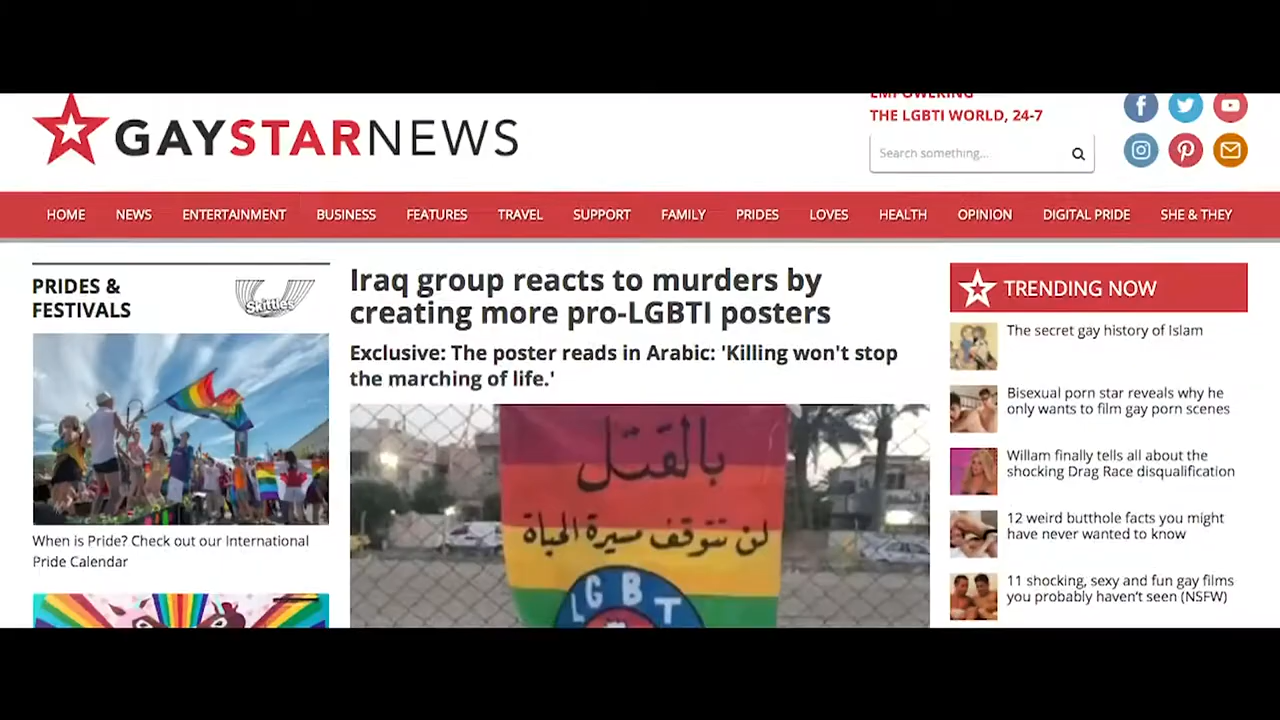 GAYSTARNEWS
EMPOWERING
THE LGBTI WORLD, 24-7
Search something...
HOME NEWS ENTERTAINMENT BUSINESS FEATURES TRAVEL SUPPORT FAMILY PRIDES LOVES HEALTH OPINION DIGITAL PRIDE SHE & THEY
PRIDES &
FESTIVALS
Skittles
When is Pride? Check out our International
Pride Calendar
Iraq group reacts to murders by
creating more pro-LGBTI posters
Exclusive: The poster reads in Arabic: 'Killing won't stop
the marching of life.'
بالقتل
لن تتوقف مسيرة الحياة
LGBT
TRENDING NOW
The secret gay history of Islam
Bisexual porn star reveals why he
only wants to film gay porn scenes
Willam finally tells all about the
shocking Drag Race disqualification
12 weird butthole facts you might
have never wanted to know
11 shocking, sexy and fun gay films
you probably haven't seen (NSFW)